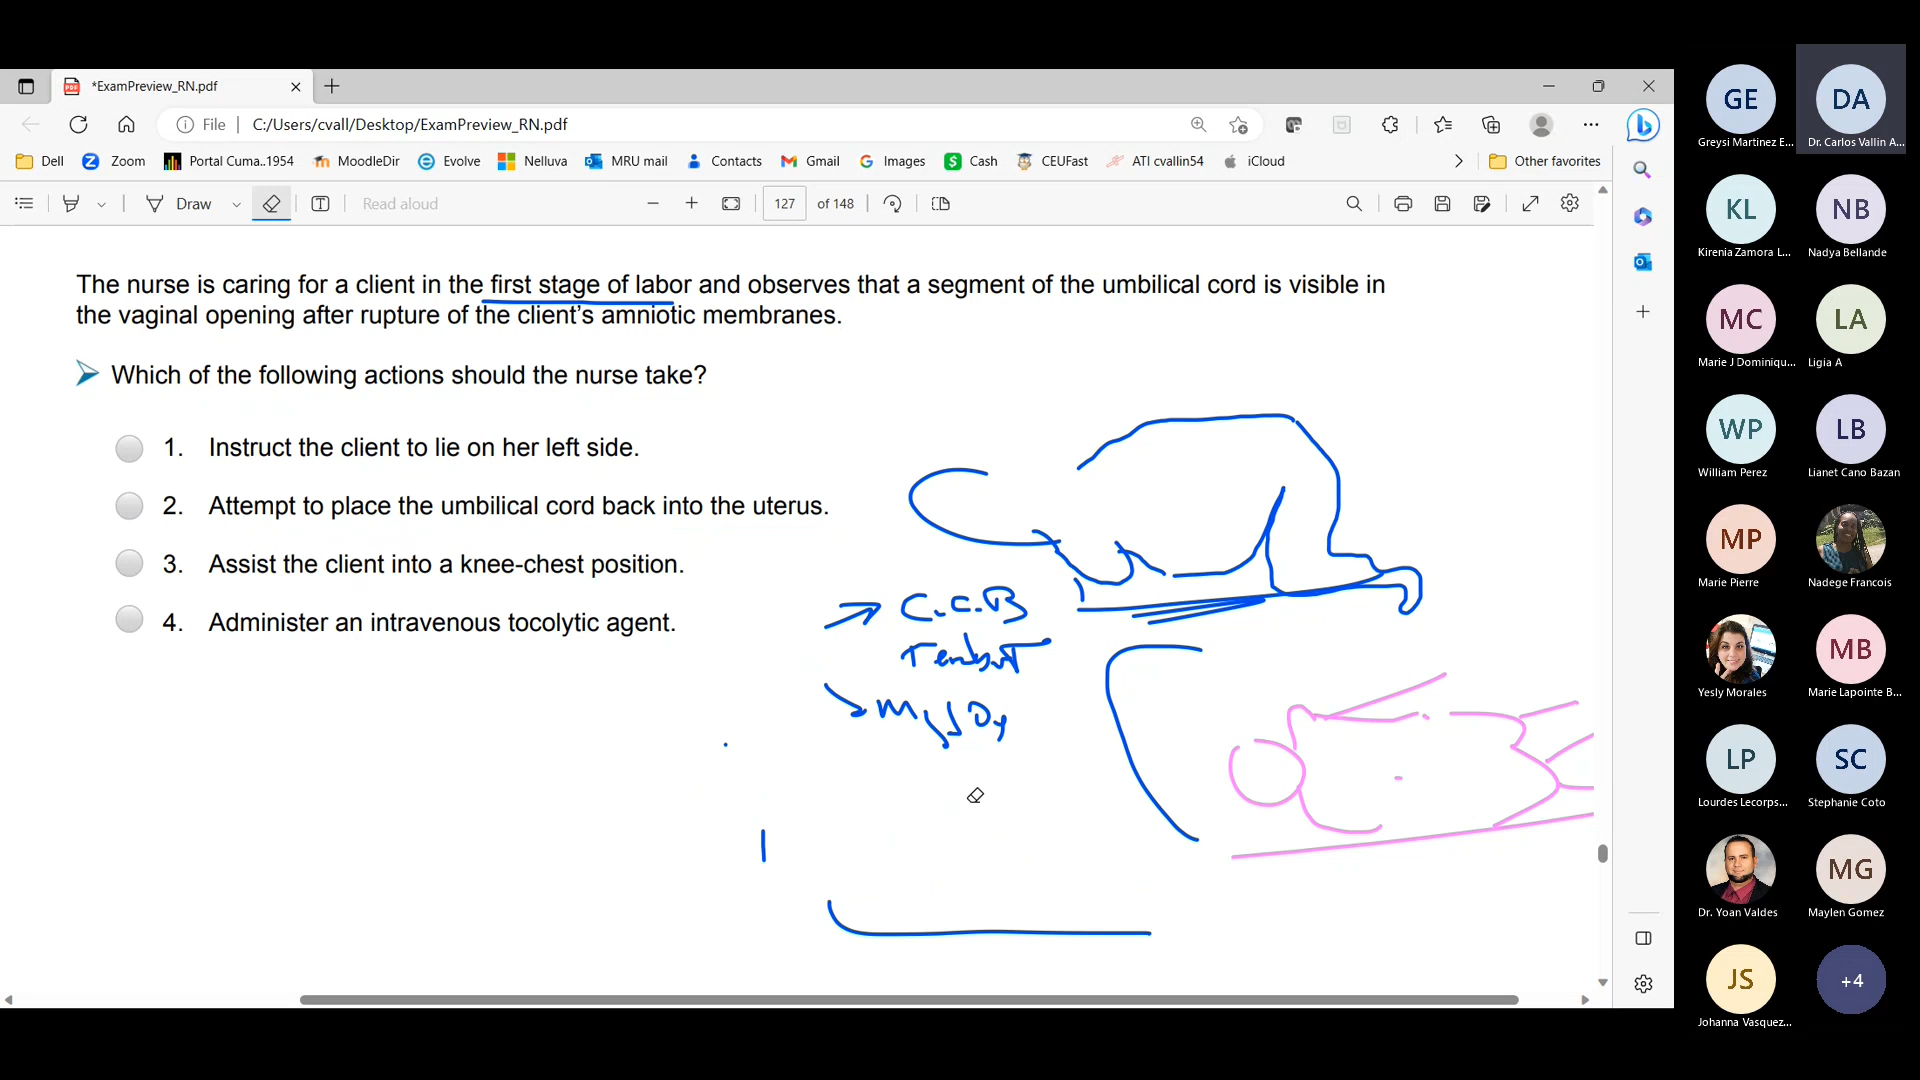 *ExamPreview_RN.pdf
File
C:/Users/cvall/Desktop/ExamPreview_RN.pdf
Dell
Zoom
Portal Cuma..1954
MoodleDir
Evolve
Nelluva
MRU mail
Contacts
Gmail
Images
Cash
CEUFast
ATI cvallin54
iCloud
Other favorites
Draw
Read aloud
127 of 148
The nurse is caring for a client in the first stage of labor and observes that a segment of the umbilical cord is visible in
the vaginal opening after rupture of the client's amniotic membranes.
Which of the following actions should the nurse take?
1. Instruct the client to lie on her left side.
2. Attempt to place the umbilical cord back into the uterus.
3. Assist the client into a knee-chest position.
4. Administer an intravenous tocolytic agent.
C.C.B
GE
Greysi Martinez E...
DA
Dr. Carlos Vallin A...
KL
Kirenia Zamora L...
NB
Nadya Bellande
MC
Marie J Dominiqu...
LA
Ligia A
WP
William Perez
LB
Lianet Cano Bazan
MP
Marie Pierre
Nadege Francois
Yesly Morales
MB
Marie Lapointe B...
LP
Lourdes Lecorps...
SC
Stephanie Coto
Dr. Yoan Valdes
MG
Maylen Gomez
JS
Johanna Vasquez...
+4